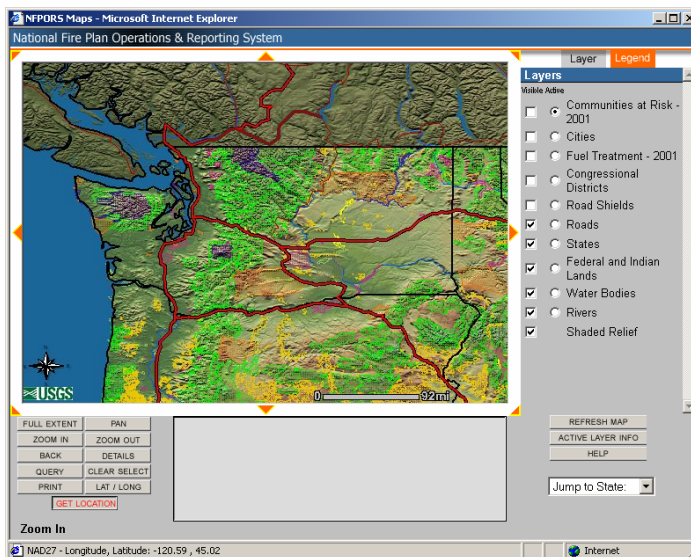 NFPORS Maps - Microsoft Internet Explorer
National Fire Plan Operations & Reporting System
Layer
Legend
Layers
Visible Active
Communities at Risk -
2001
Cities
Fuel Treatment - 2001
Congressional
Districts
Road Shields
Roads
States
Federal and Indian
Lands
Water Bodies
Rivers
Shaded Relief
USGS
0
92mi
FULL EXTENT
PAN
ZOOM IN
ZOOM OUT
BACK
DETAILS
QUERY
CLEAR SELECT
PRINT
LAT / LONG
GET LOCATION
REFRESH MAP
ACTIVE LAYER INFO
HELP
Jump to State:
Zoom In
NAD27 - Longitude, Latitude: -120.59 , 45.02
Internet